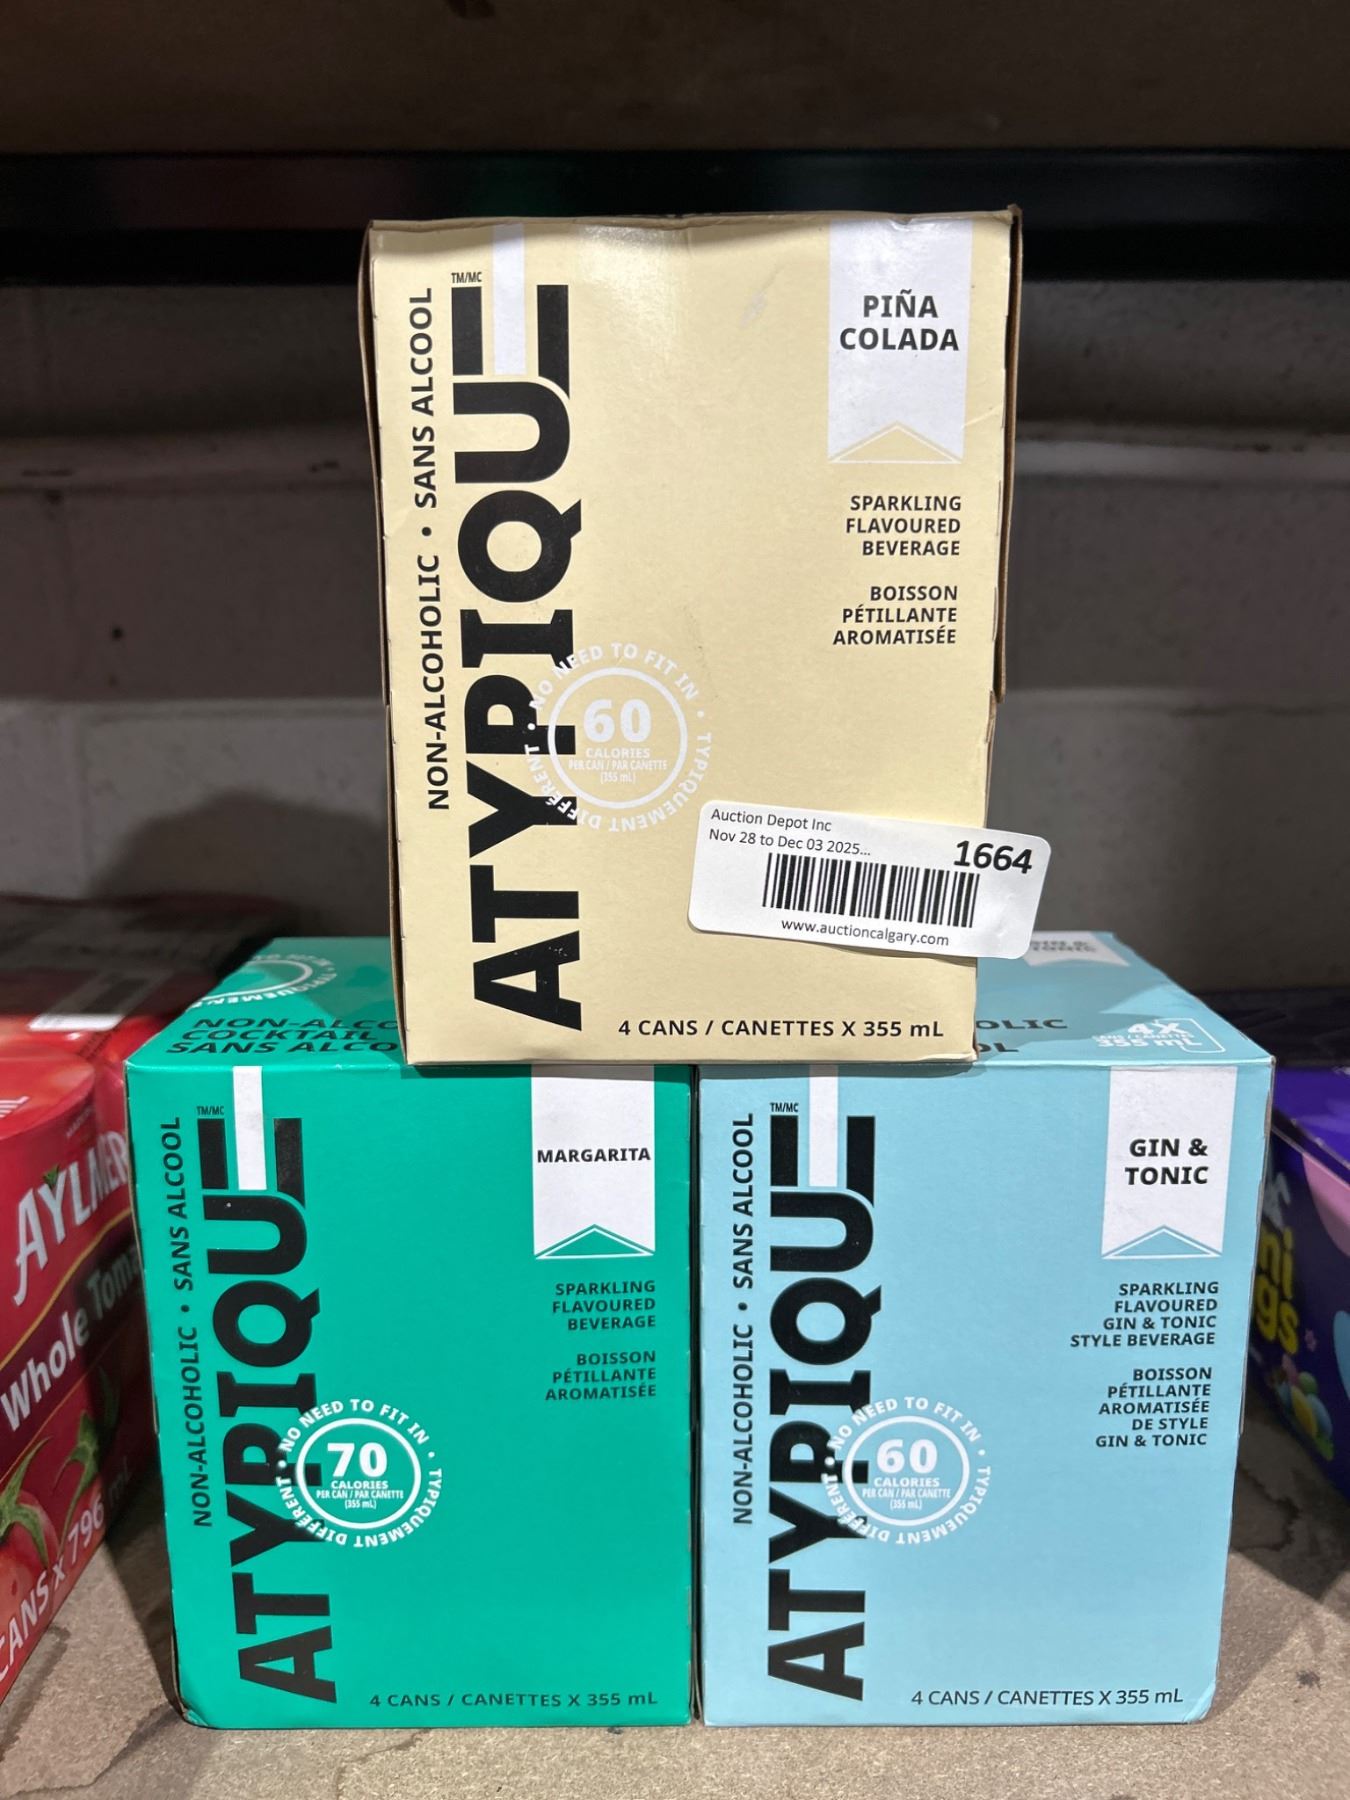 TM/MC
ATYPIQUE
NON-ALCOHOLIC • SANS ALCOOL
PIÑA
COLADA
SPARKLING
FLAVOURED
BEVERAGE
BOISSON
PÉTILLANTE
AROMATISÉE
NO NEED TO FIT IN • TYPIQUEMENT DIFFÉRENT •
60
CALORIES
PER CAN / PAR CANETTE
(355 mL)
Auction Depot Inc
Nov 28 to Dec 03 2025...
1664
www.auctioncalgary.com
4 CANS / CANETTES X 355 mL
NON-ALCO
COCKTAIL
SANS ALCO
TM/MC
ATYPIQUE
NON-ALCOHOLIC • SANS ALCOOL
MARGARITA
SPARKLING
FLAVOURED
BEVERAGE
BOISSON
PÉTILLANTE
AROMATISÉE
NO NEED TO FIT IN • TYPIQUEMENT DIFFÉRENT •
70
CALORIES
PER CAN / PAR CANETTE
(355 mL)
4 CANS / CANETTES X 355 mL
OLIC
OL
4X
355 mL
TM/MC
ATYPIQUE
NON-ALCOHOLIC • SANS ALCOOL
GIN &
TONIC
SPARKLING
FLAVOURED
GIN & TONIC
STYLE BEVERAGE
BOISSON
PÉTILLANTE
AROMATISÉE
DE STYLE
GIN & TONIC
NO NEED TO FIT IN • TYPIQUEMENT DIFFÉRENT •
60
CALORIES
PER CAN / PAR CANETTE
(355 mL)
4 CANS / CANETTES X 355 mL
AYLMER
Whole Toma
CANS X 796 mL